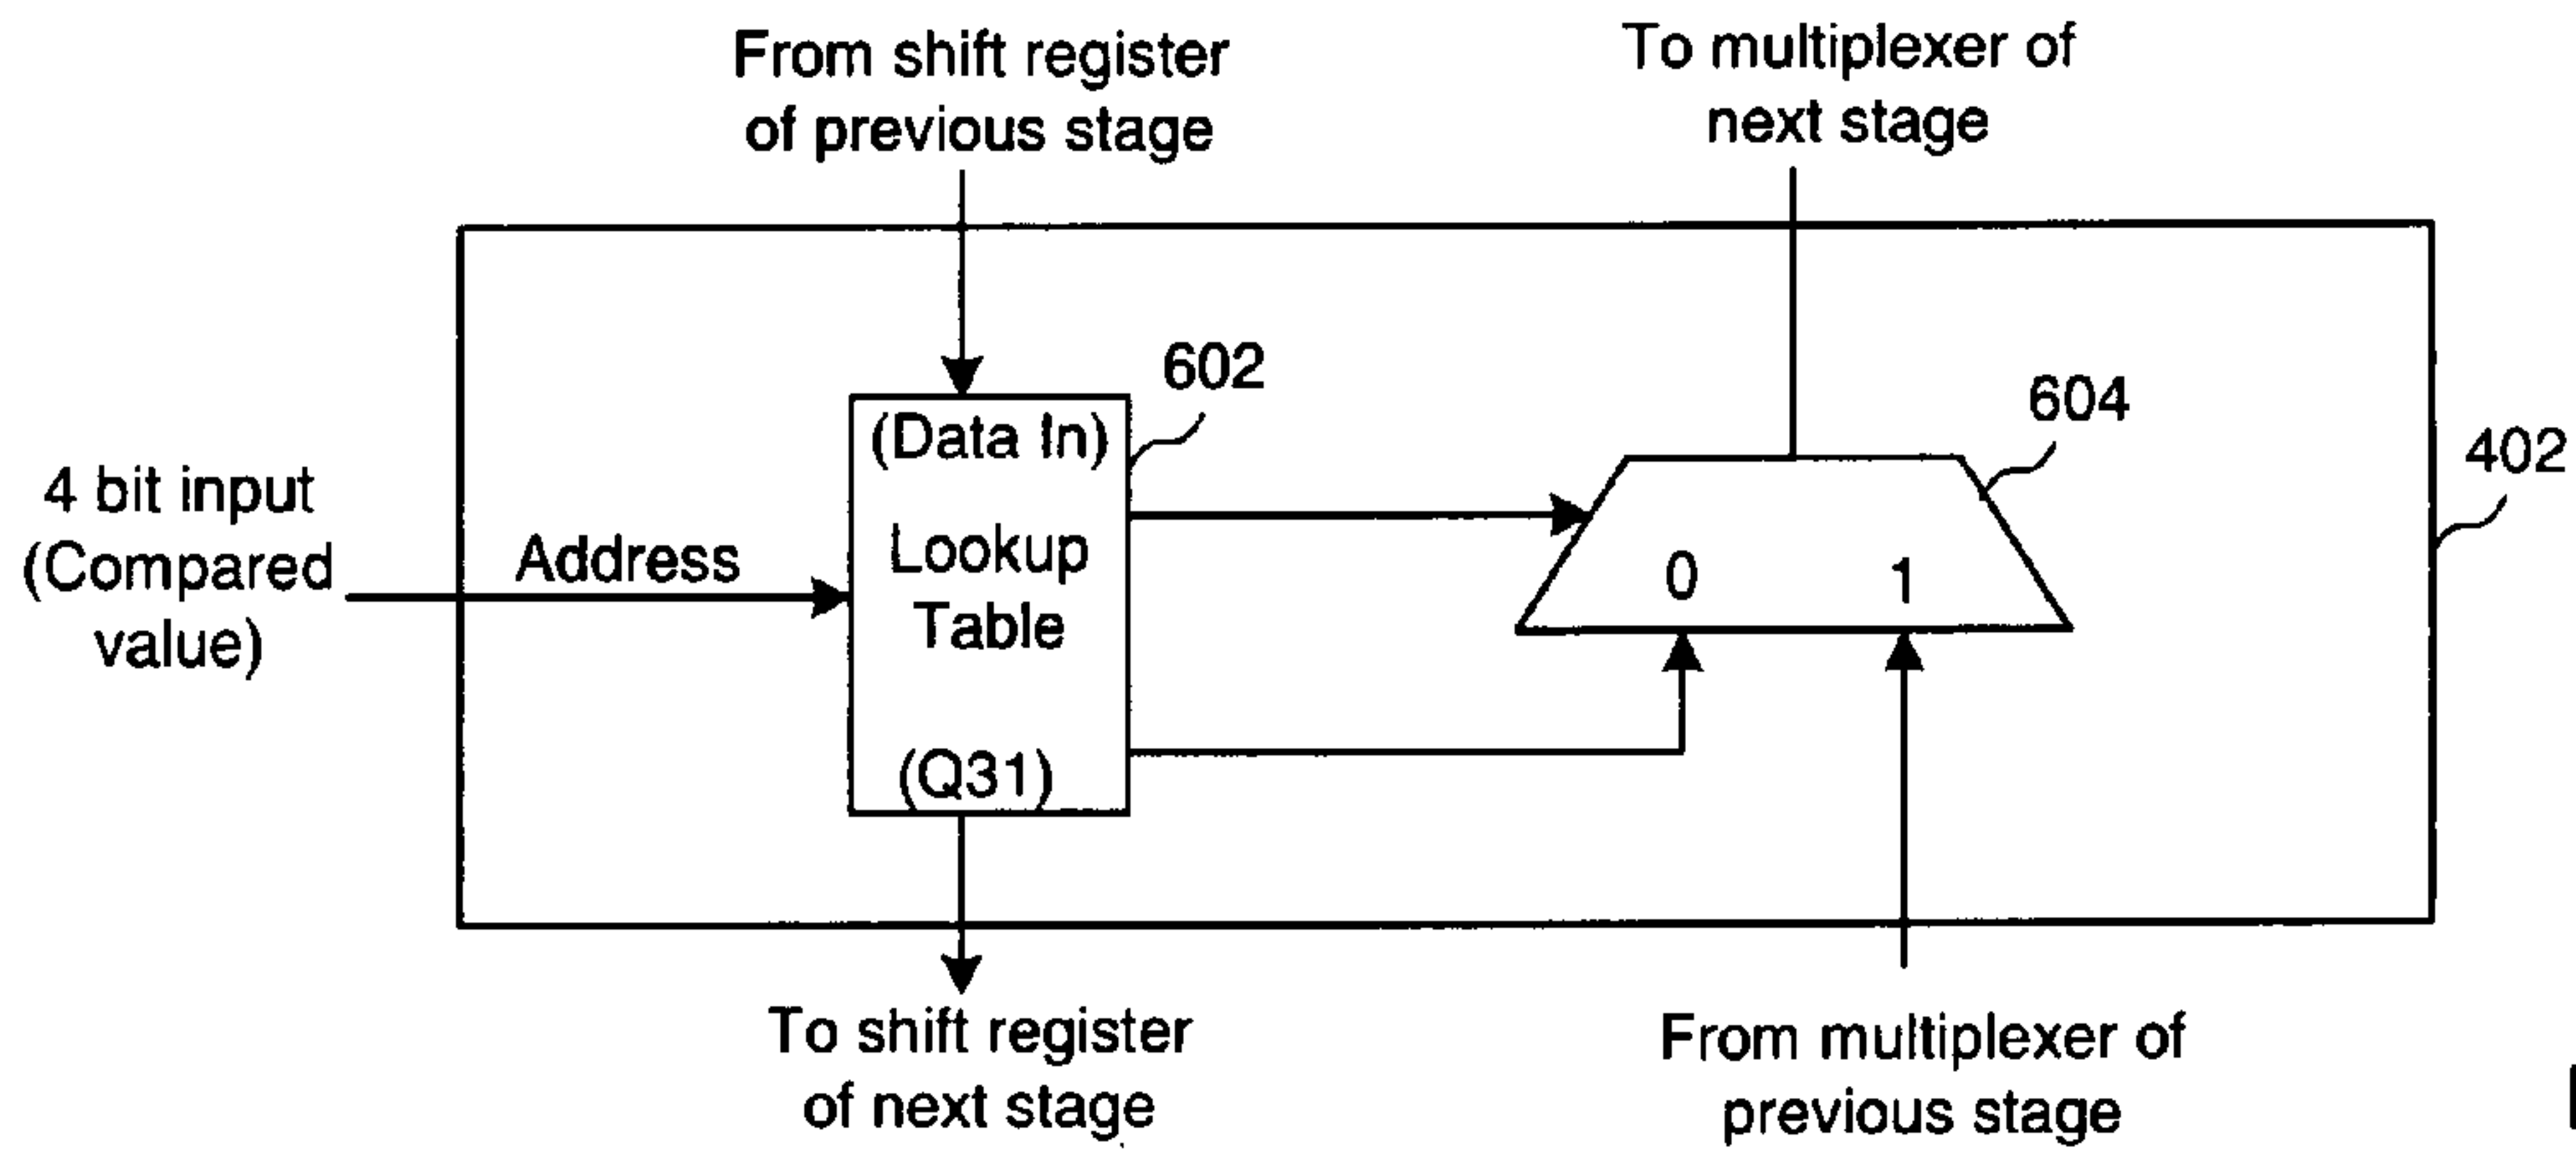 From shift register
of previous stage
To multiplexer of
next stage
602
604
402
(Data In)
Lookup
Table
(Q31)
4 bit input
(Compared
value)
Address
0
1
To shift register
of next stage
From multiplexer of
previous stage